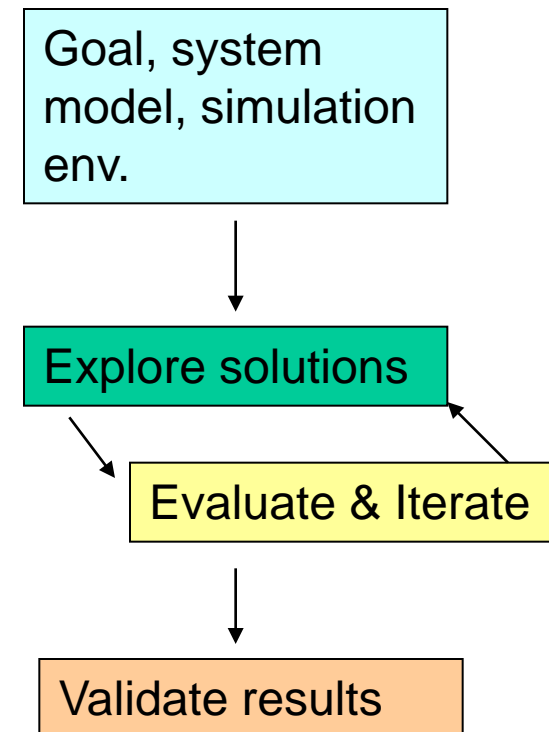 Goal, system
model, simulation
env.
Explore solutions
Evaluate & Iterate
Validate results